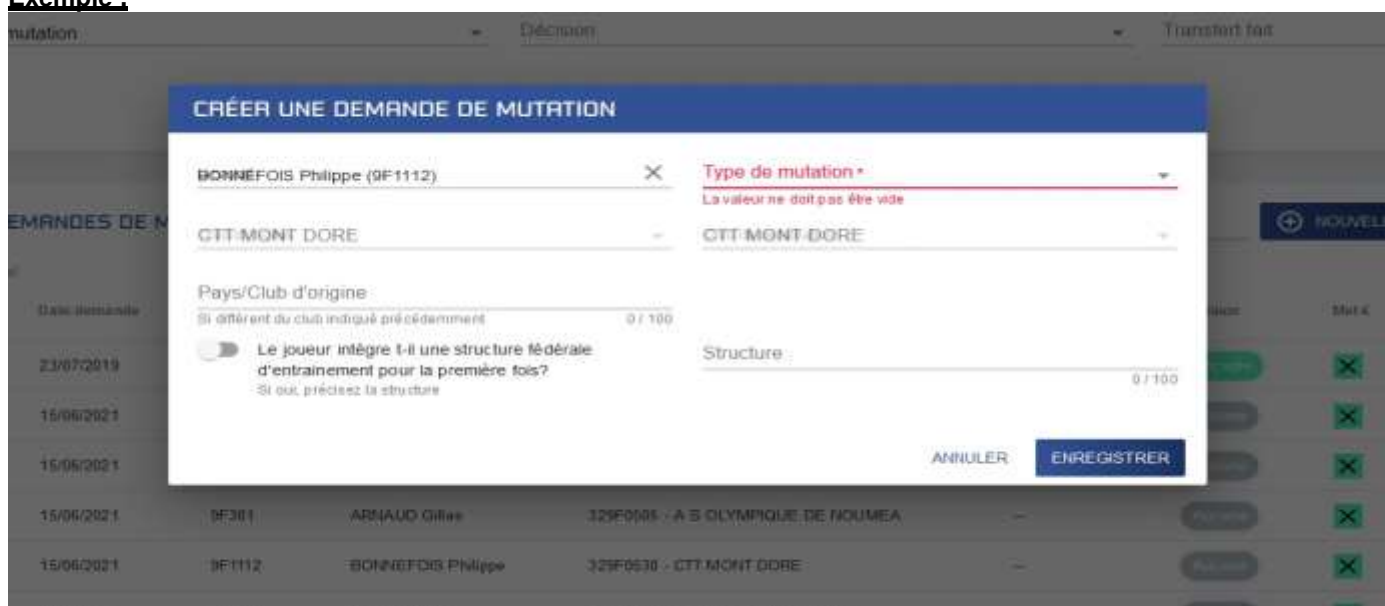 Exemple :
mutation Décision Transfert fait
CRÉER UNE DEMANDE DE MUTATION
BONNEFOIS Philippe (9F1112) Type de mutation *
La valeur ne doit pas être vide
EMANDES DE M NOUVELL
CTT MONT DORE CTT MONT DORE
Pays/Club d'origine
Si différent du club indiqué précédemment 0 / 100
Date demande Mut €
Le joueur intègre t-il une structure fédérale Structure
d'entrainement pour la première fois?
23/07/2019 0 / 100
Si oui, précisez la structure
15/06/2021
15/06/2021 ANNULER ENREGISTRER
15/06/2021 9F361 ARNAUD Gilles A S OLYMPIQUE DE NOUMEA --
15/06/2021 9F1112 BONNEFOIS Philippe 329F0530 - CTT MONT DORE --